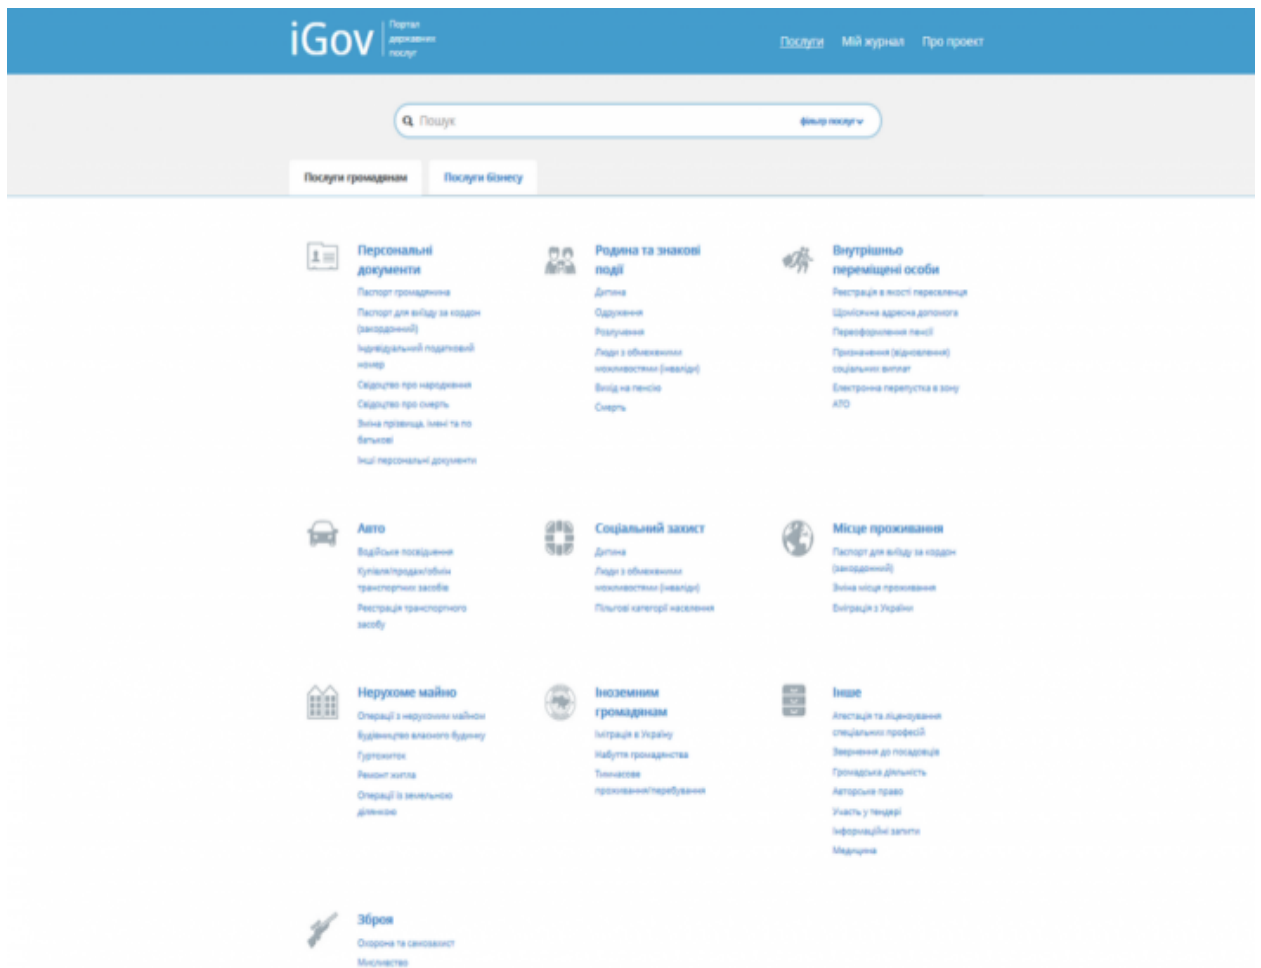 iGov
Портал
державних
послуг
Послуги Мій журнал Про проект
Пошук
фільтр послуг
Послуги громадянам Послуги бізнесу
Персональні
документи
Паспорт громадянина
Паспорт для виїзду за кордон
(закордонний)
Індивідуальний податковий
номер
Свідоцтво про народження
Свідоцтво про смерть
Зміна прізвища, імені та по
батькові
Інші персональні документи
Родина та знакові
події
Дитина
Одруження
Розлучення
Люди з обмеженими
можливостями (інваліди)
Вихід на пенсію
Смерть
Внутрішньо
переміщені особи
Реєстрація в якості переселенця
Щомісячна адресна допомога
Переоформлення пенсії
Призначення (відновлення)
соціальних виплат
Електронна перепустка в зону
АТО
Авто
Водійське посвідчення
Купівля/продаж/обмін
транспортних засобів
Реєстрація транспортного
засобу
Соціальний захист
Дитина
Люди з обмеженими
можливостями (інваліди)
Пільгові категорії населення
Місце проживання
Паспорт для виїзду за кордон
(закордонний)
Зміна місця проживання
Еміграція з України
Нерухоме майно
Операції з нерухомим майном
Будівництво власного будинку
Гуртожиток
Ремонт житла
Операції із земельною
ділянкою
Іноземним
громадянам
Імміграція в Україну
Набуття громадянства
Тимчасове
проживання/перебування
Інше
Атестація та ліцензування
спеціальних професій
Звернення до посадовців
Громадська діяльність
Авторське право
Участь у тендері
Інформаційні запити
Медицина
Зброя
Охорона та самозахист
Мисливство